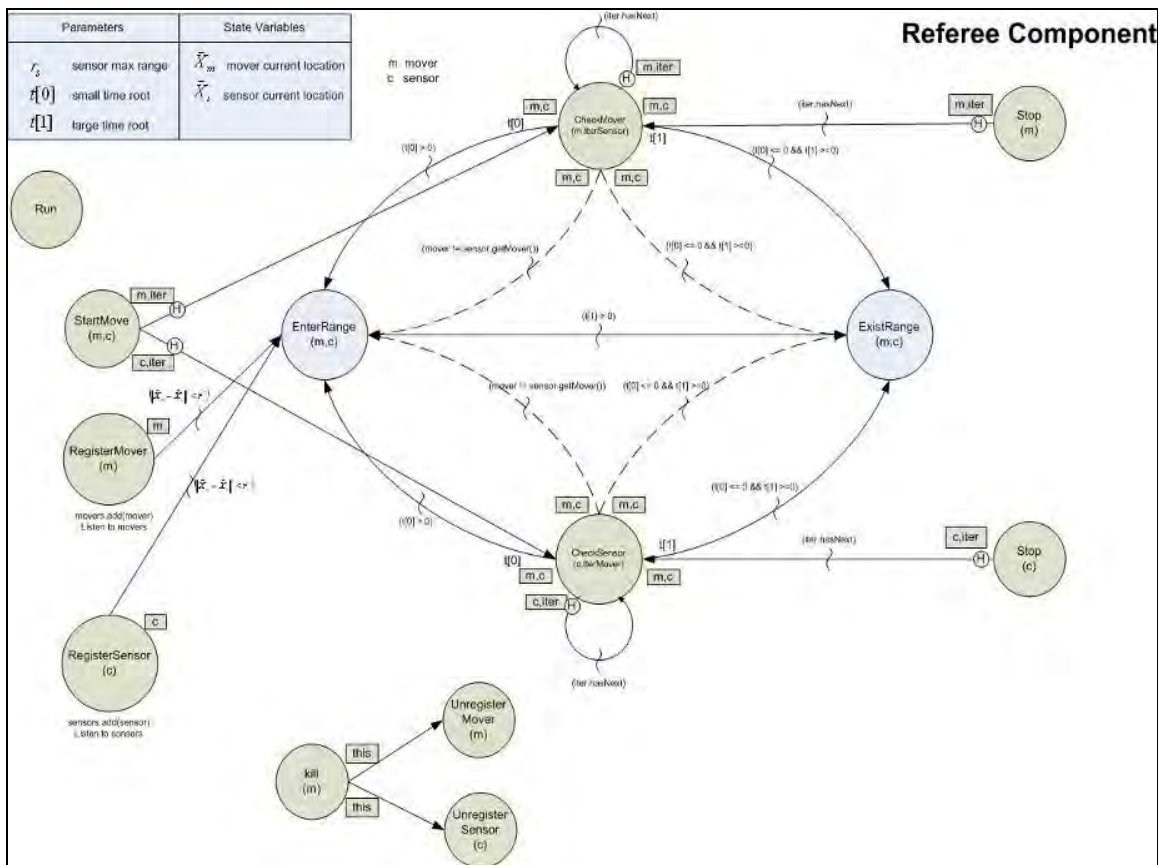 Referee Component
Parameters
State Variables
r_s sensor max range
t[0] small time root
t[1] large time root
X̄_m mover current location
X̄_s sensor current location
m mover
c sensor
(iter.hasNext)
m,iter
m,c
m,c
CheckMover
(m,iterSensor)
t[0]
t[1]
m,c
m,c
(iter.hasNext)
m,iter
H
H
Stop
(m)
(t[0] > 0)
(t[0] <= 0 && t[1] >=0)
Run
(mover != sensor.getMover())
(t[0] <= 0 && t[1] >=0)
m,iter
H
StartMove
(m,c)
H
c,iter
EnterRange
(m,c)
(t[1] > 0)
ExistRange
(m,c)
RegisterMover
(m)
m
movers.add(mover)
Listen to movers
(mover != sensor.getMover())
(t[0] <= 0 && t[1] >=0)
(t[0] > 0)
(t[0] <= 0 && t[1] >=0)
m,c
m,c
CheckSensor
(c,iterMover)
t[0]
t[1]
m,c
m,c
c,iter
H
(iter.hasNext)
(iter.hasNext)
c,iter
H
Stop
(c)
RegisterSensor
(c)
c
sensors.add(sensor)
Listen to sensers
kill
(m)
this
this
Unregister
Mover
(m)
Unregister
Sensor
(c)